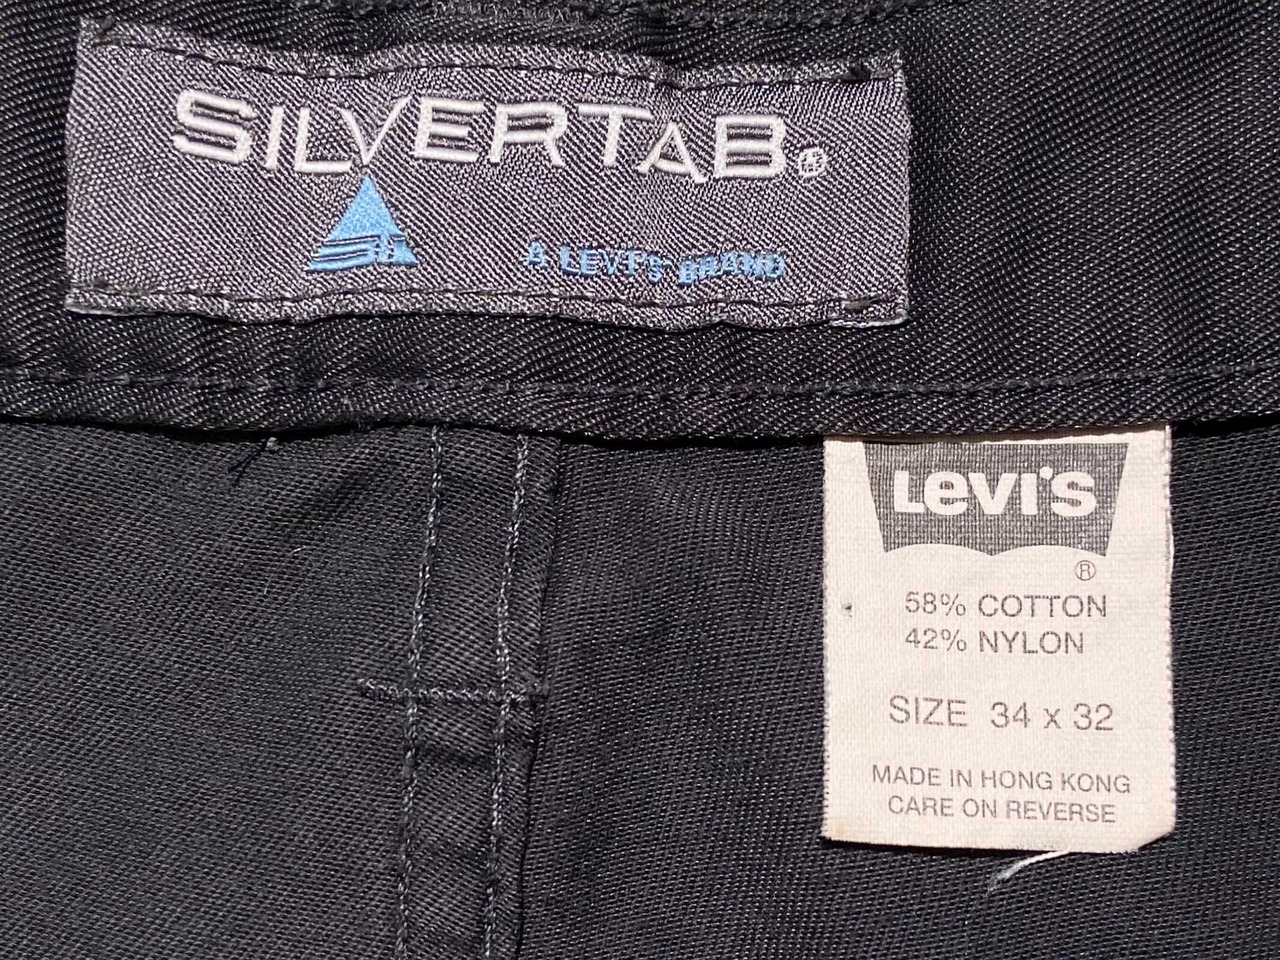 SILVERTAB®
A LEVI'S BRAND
Levi's
®
58% COTTON
42% NYLON
SIZE 34 x 32
MADE IN HONG KONG
CARE ON REVERSE